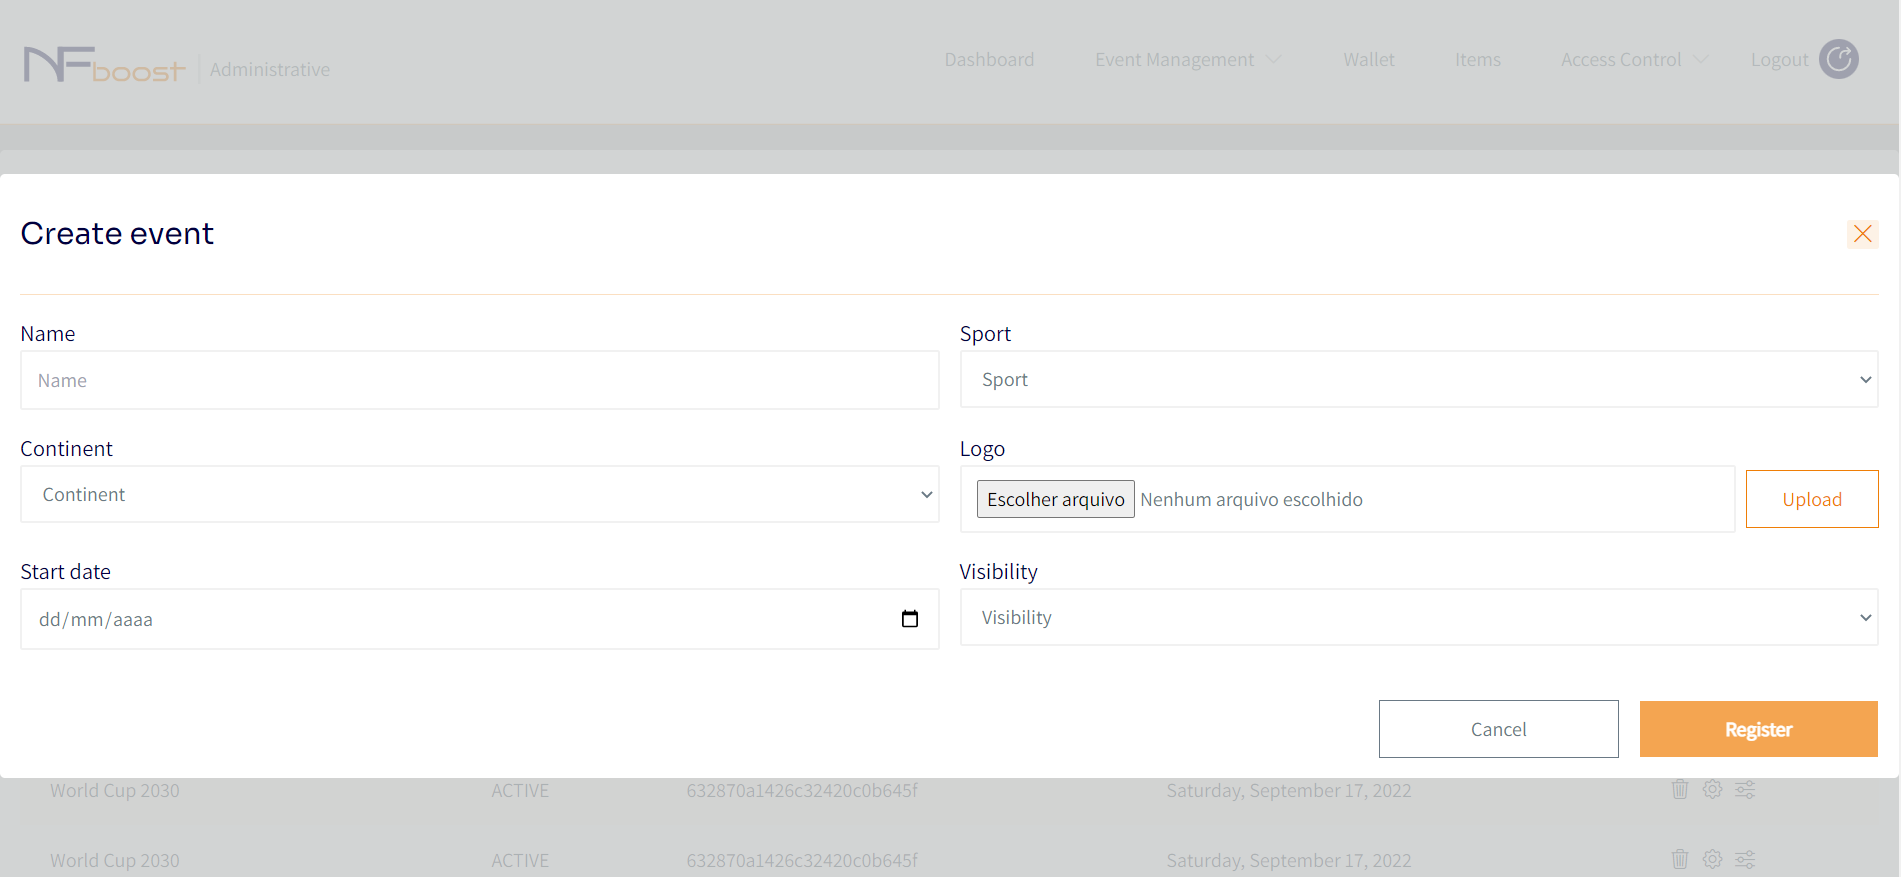 NFboost Administrative Dashboard Event Management Wallet Items Access Control Logout
Create event
Name Sport
Name Sport
Continent Logo
Continent Escolher arquivo Nenhum arquivo escolhido Upload
Start date Visibility
dd/mm/aaaa Visibility
Cancel Register
World Cup 2030 ACTIVE 632870a1426c32420c0b645f Saturday, September 17, 2022
World Cup 2030 ACTIVE 632870a1426c32420c0b645f Saturday, September 17, 2022